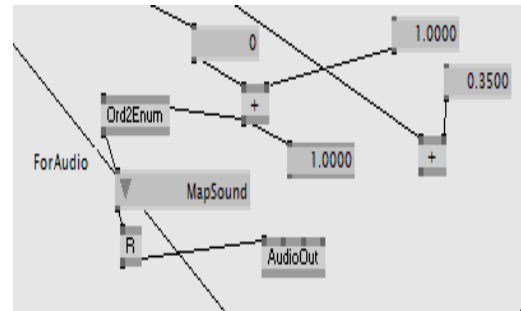 0
1.0000
0.3500
+
Ord2Enum
+
1.0000
ForAudio
MapSound
R
AudioOut